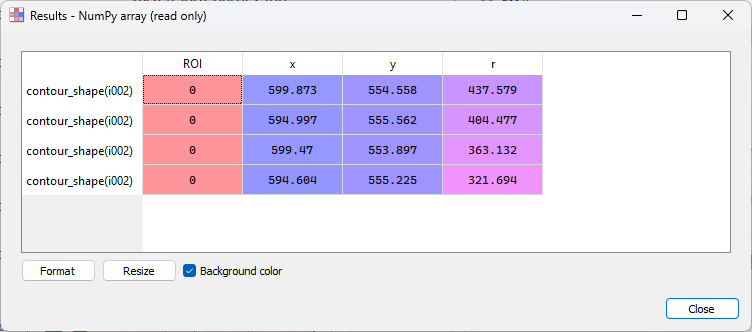 Results - NumPy array (read only)
ROI x y r
contour_shape(i002) 0 599.873 554.558 437.579
contour_shape(i002) 0 594.997 555.562 404.477
contour_shape(i002) 0 599.47 553.897 363.132
contour_shape(i002) 0 594.604 555.225 321.694
Format Resize Background color
Close